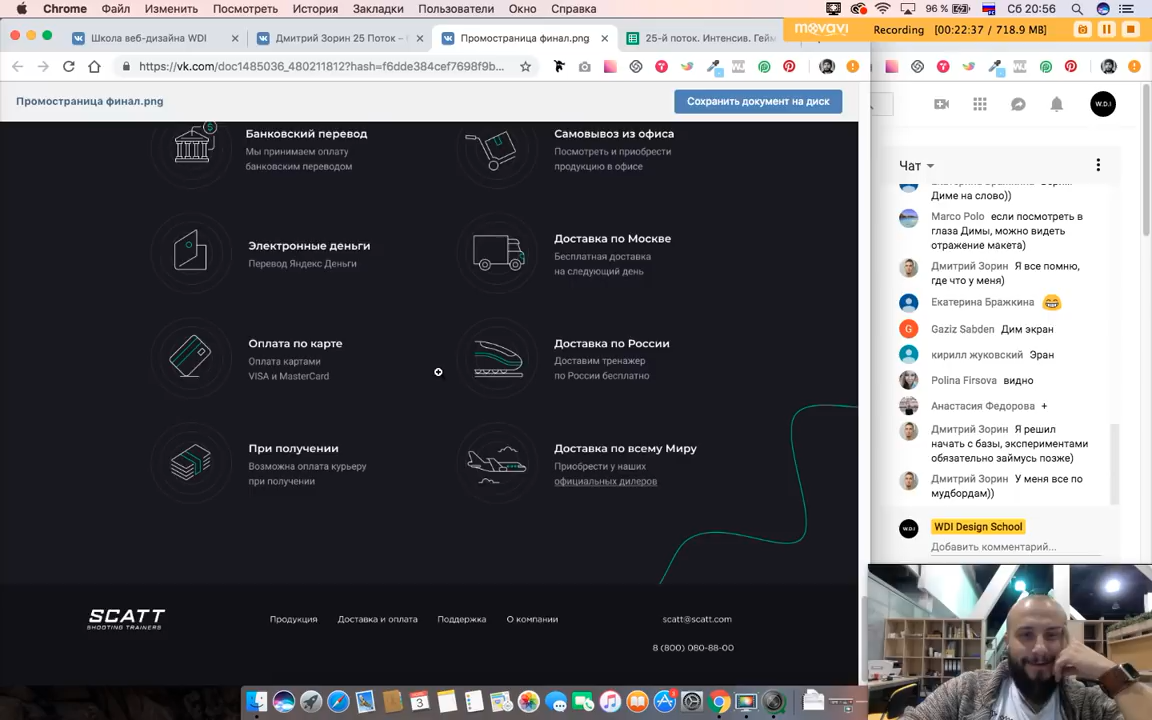 Chrome Файл Изменить Посмотреть История Закладки Пользователи Окно Справка
96 % Сб 20:56
movavi Recording 00:22:37 / 718.9 MB
Школа веб-дизайна WDI
Дмитрий Зорин 25 Поток –
Промостраница финал.png
25-й поток. Интенсив. Гейм
https://vk.com/doc1485036_480211812?hash=f6dde384cef7698f9b...
Промостраница финал.png
Сохранить документ на диск
Банковский перевод
Мы принимаем оплату
банковским переводом
Самовывоз из офиса
Посмотреть и приобрести
продукцию в офисе
Электронные деньги
Перевод Яндекс Деньги
Доставка по Москве
Бесплатная доставка
на следующий день
Оплата по карте
Оплата картами
VISA и MasterCard
Доставка по России
Доставим тренажер
по России бесплатно
При получении
Возможна оплата курьеру
при получении
Доставка по всему Миру
Приобрести у наших
официальных дилеров
SCATT
SHOOTING TRAINERS
Продукция Доставка и оплата Поддержка О компании
scatt@scatt.com
8 (800) 080-88-00
W.D.I
Чат
Диме на слово))
Marco Polo если посмотреть в
глаза Димы, можно видеть
отражение макета)
Дмитрий Зорин Я все помню,
где что у меня)
Екатерина Бражкина
G
Gaziz Sabden Дим экран
кирилл жуковский Эран
Polina Firsova видно
Анастасия Федорова +
Дмитрий Зорин Я решил
начать с базы, экспериментами
обязательно займусь позже)
Дмитрий Зорин У меня все по
мудбордам))
W.D.I
WDI Design School
Добавить комментарий...
3